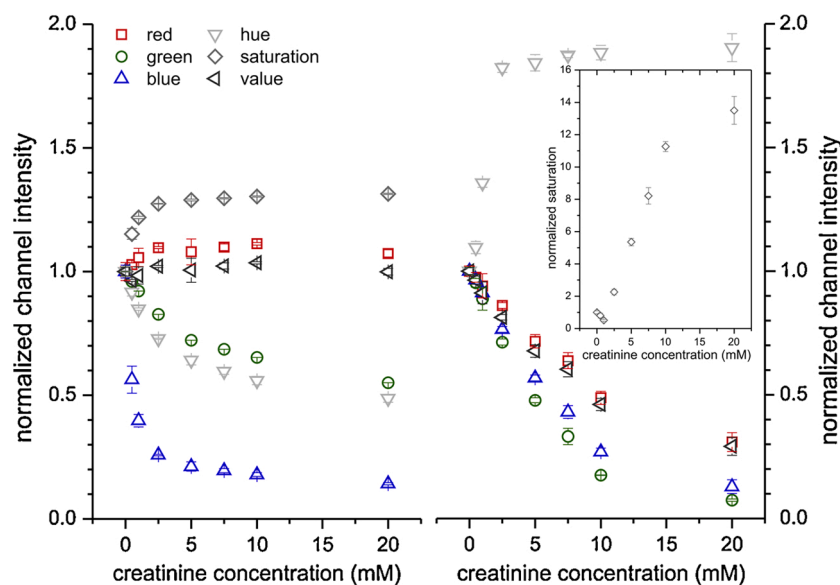 normalized channel intensity
2.0
1.5
1.0
0.5
0.0
red
green
blue
hue
saturation
value
0 5 10 15 20
creatinine concentration (mM)
normalized saturation
16
14
12
10
8
6
4
2
0
0 5 10 15 20
creatinine concentration (mM)
0 5 10 15 20
creatinine concentration (mM)
2.0
1.5
1.0
0.5
0.0
normalized channel intensity